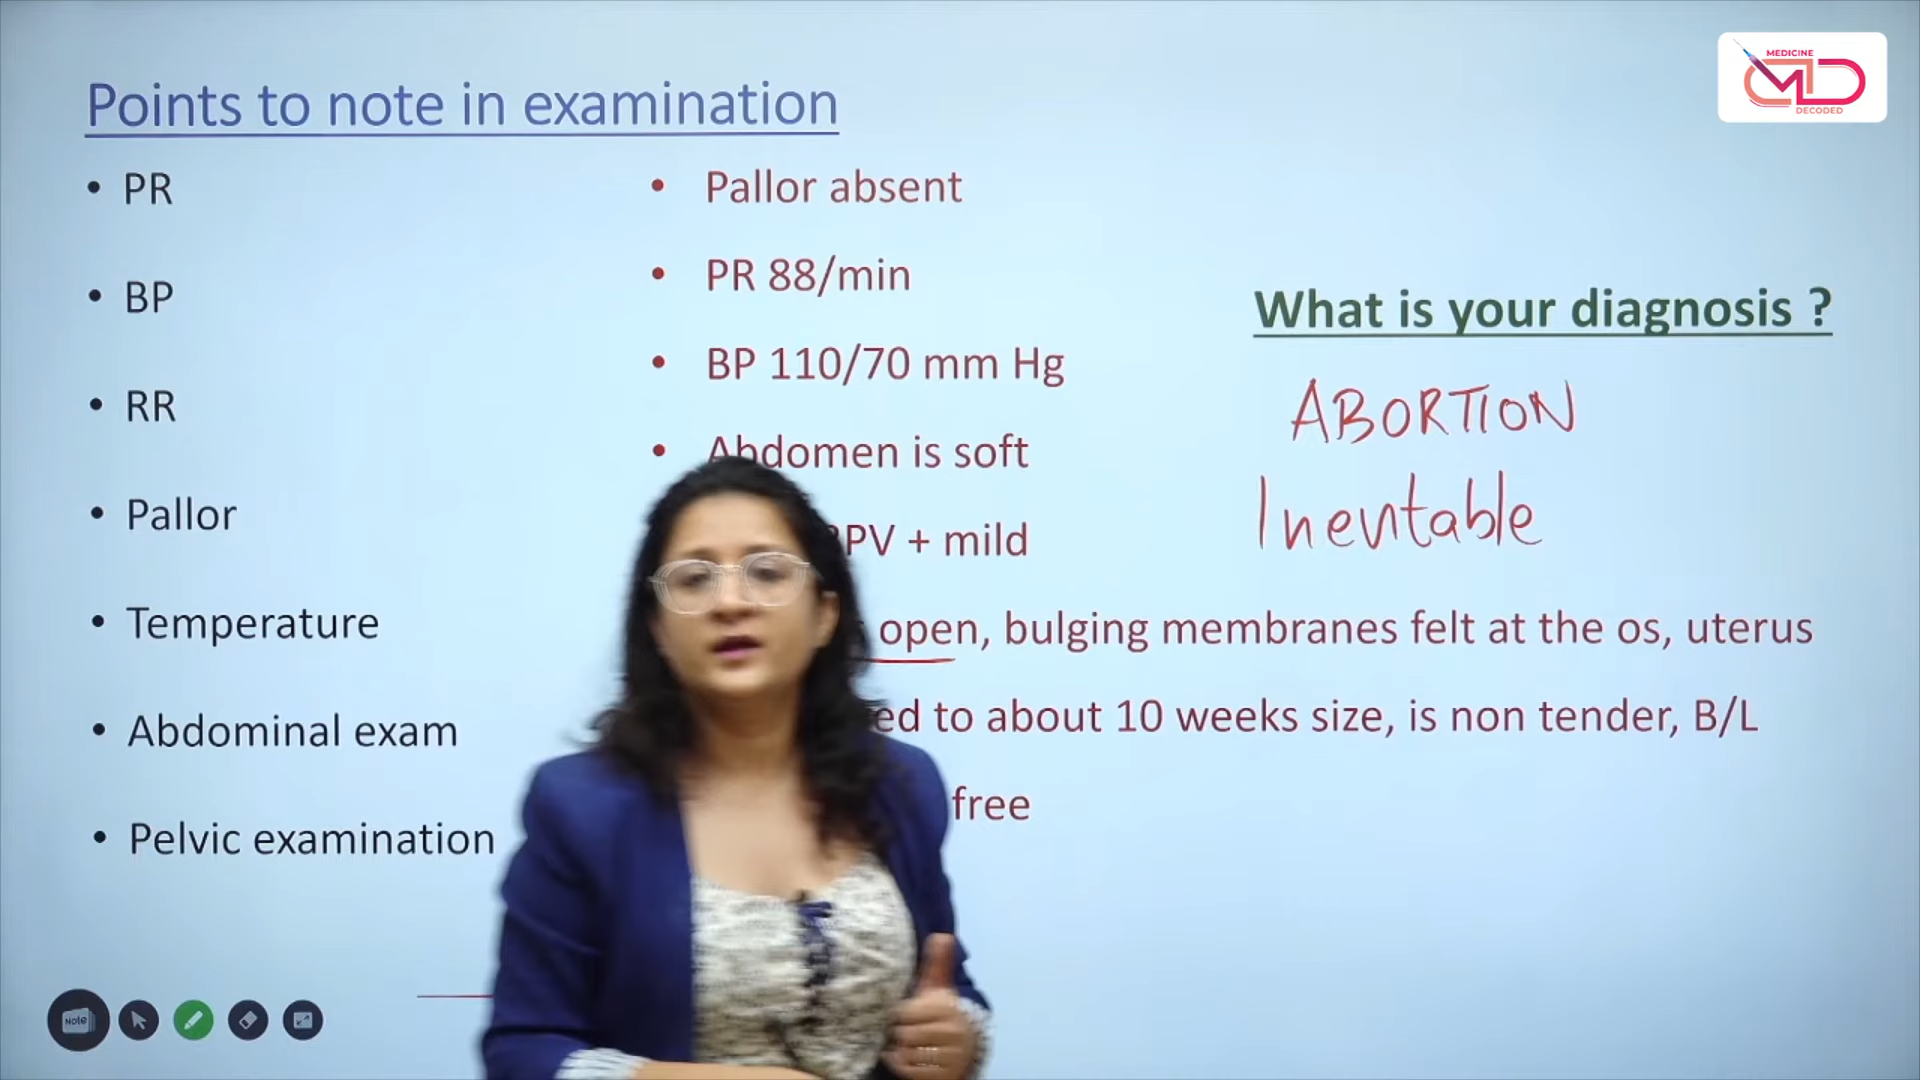 MEDICINE
DECODED
Points to note in examination
• PR
• BP
• RR
• Pallor
• Temperature
• Abdominal exam
• Pelvic examination
• Pallor absent
• PR 88/min
• BP 110/70 mm Hg
• Abdomen is soft
PV + mild
open, bulging membranes felt at the os, uterus
ed to about 10 weeks size, is non tender, B/L
free
What is your diagnosis ?
ABORTION
Inevitable
Note